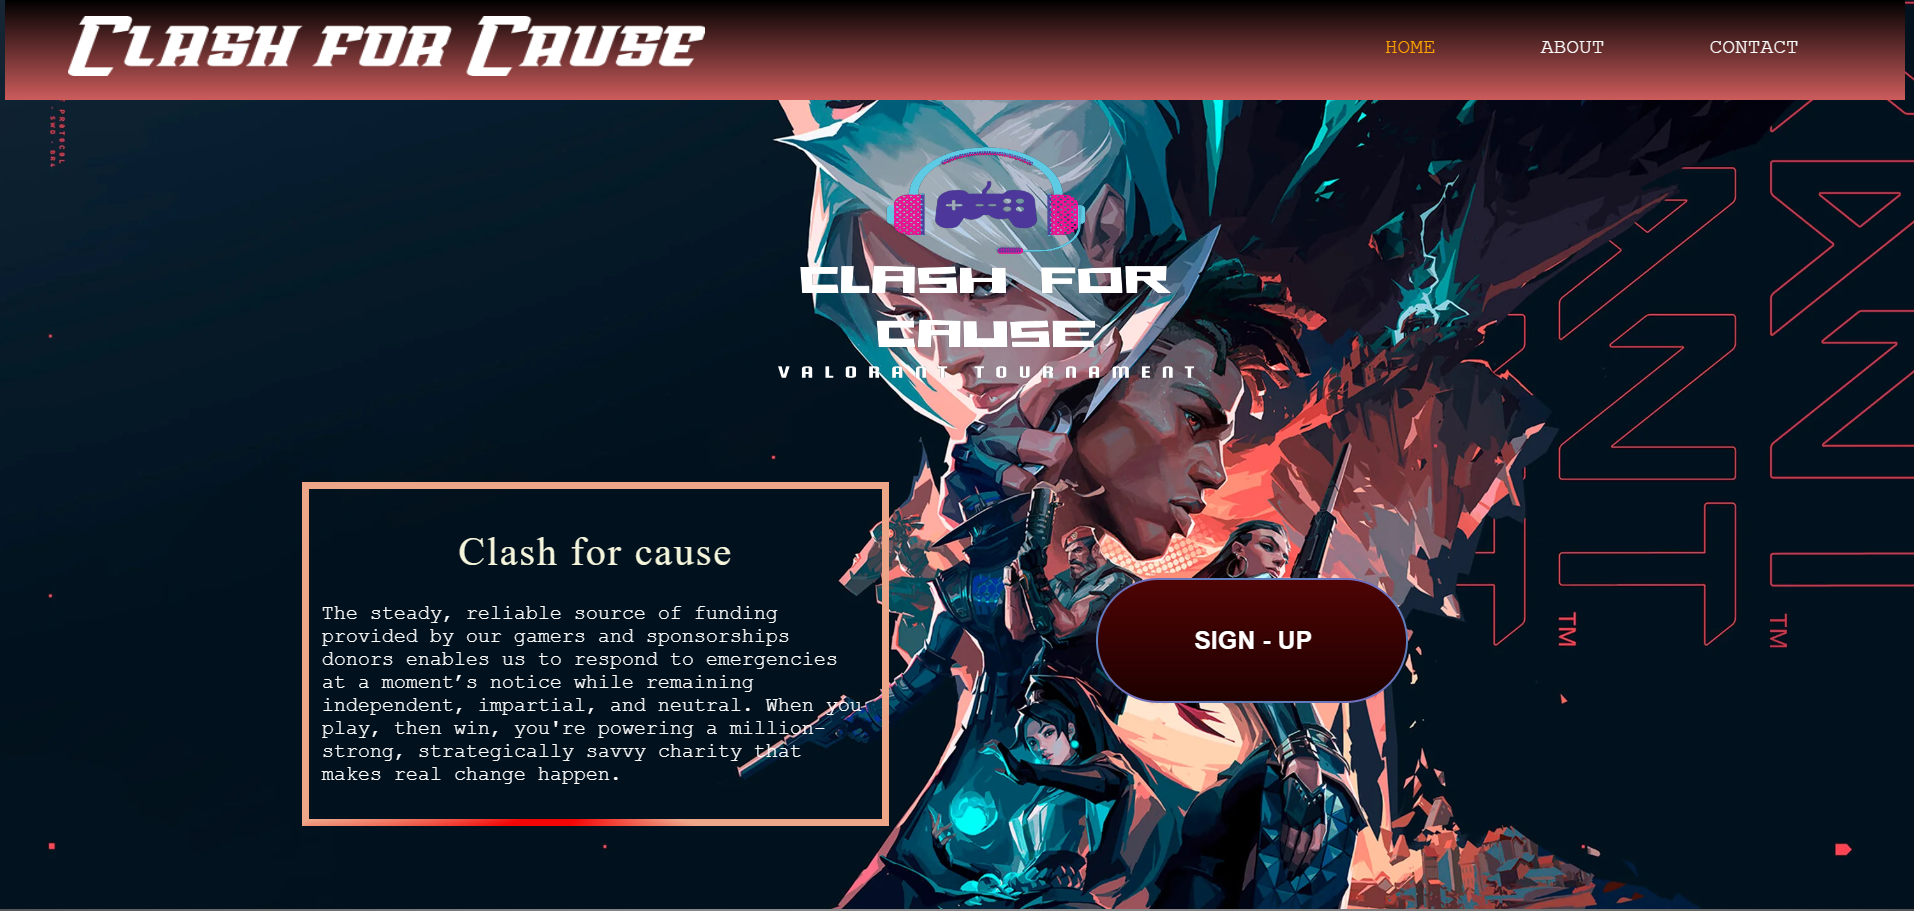 Clash for Cause
HOME
ABOUT
CONTACT
PROTOCOL
CLASH FOR
CAUSE
VALORANT TOURNAMENT
Clash for cause
The steady, reliable source of funding
provided by our gamers and sponsorships
donors enables us to respond to emergencies
at a moment’s notice while remaining
independent, impartial, and neutral. When you
play, then win, you're powering a million-
strong, strategically savvy charity that
makes real change happen.
SIGN - UP
TM
TM